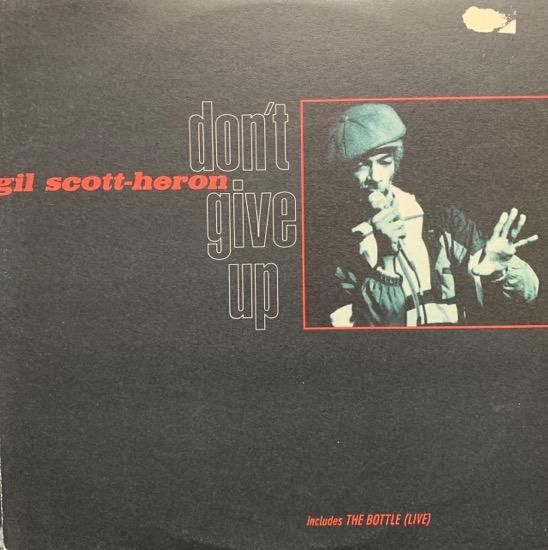 don't
gil scott-heron
give
up
includes THE BOTTLE (LIVE)